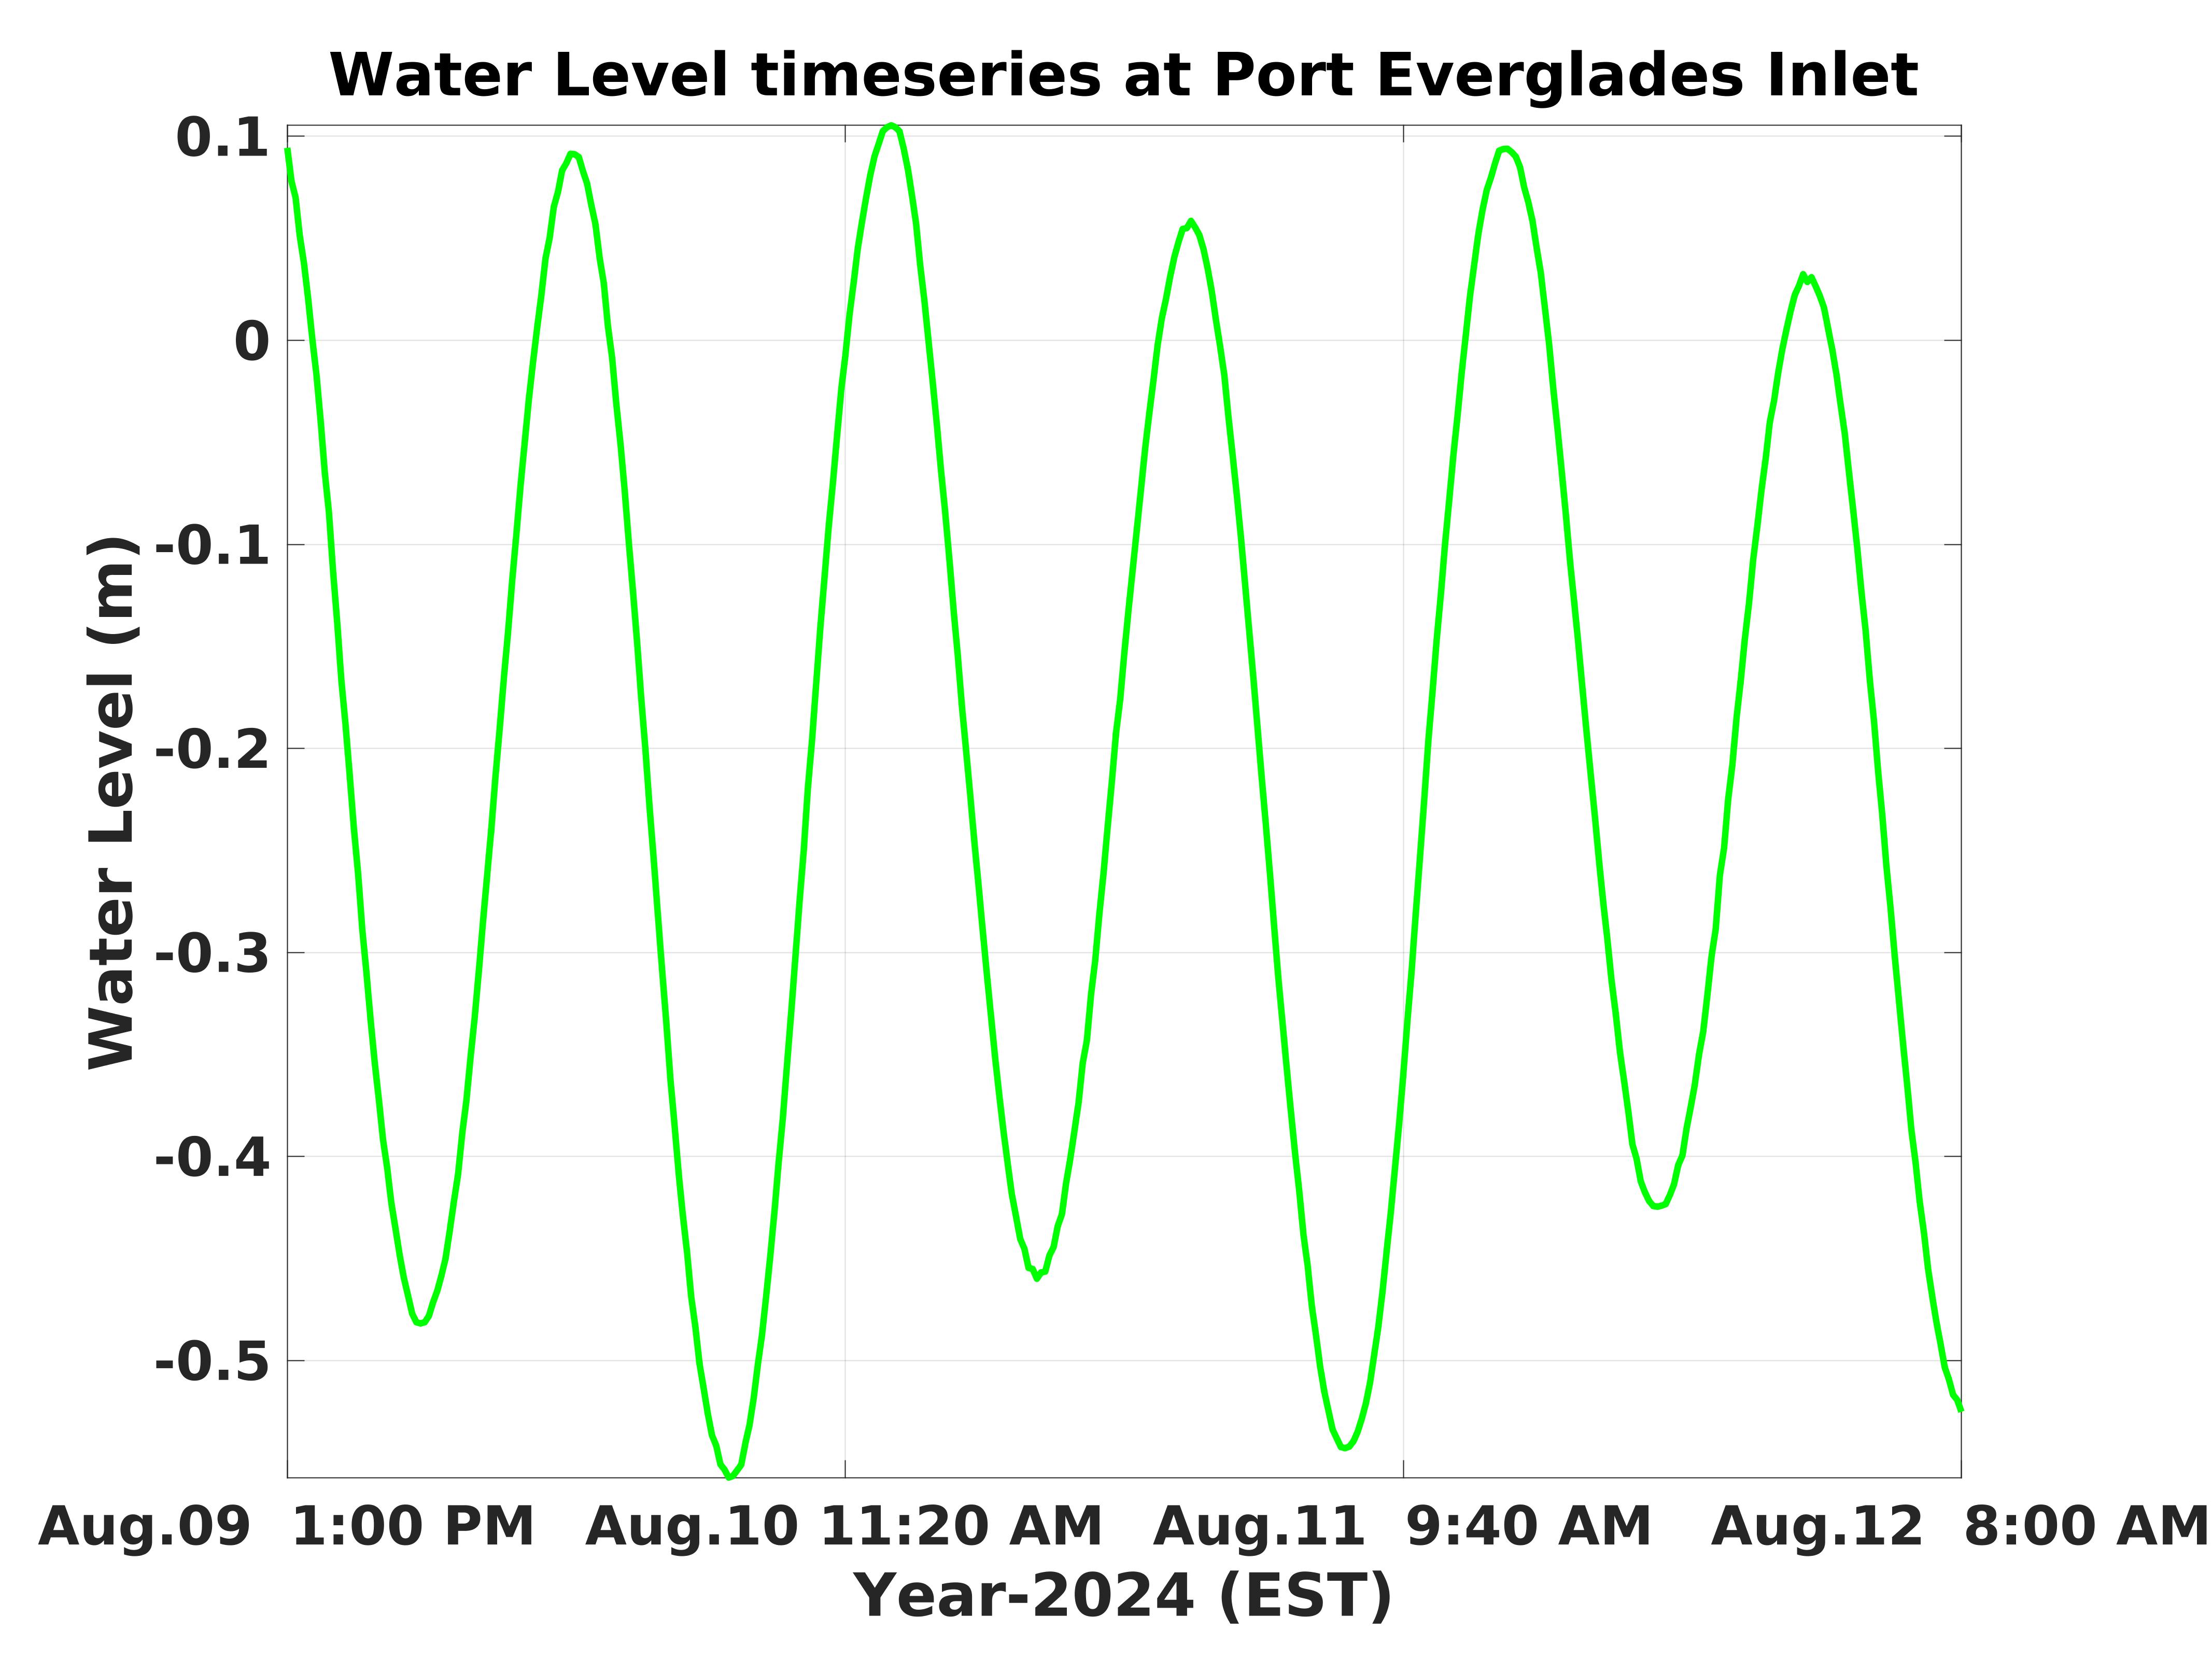 Water Level timeseries at Port Everglades Inlet
0.1
0
-0.1
-0.2
-0.3
-0.4
-0.5
Water Level (m)
Aug.09 1:00 PM Aug.10 11:20 AM Aug.11 9:40 AM Aug.12 8:00 AM
Year-2024 (EST)